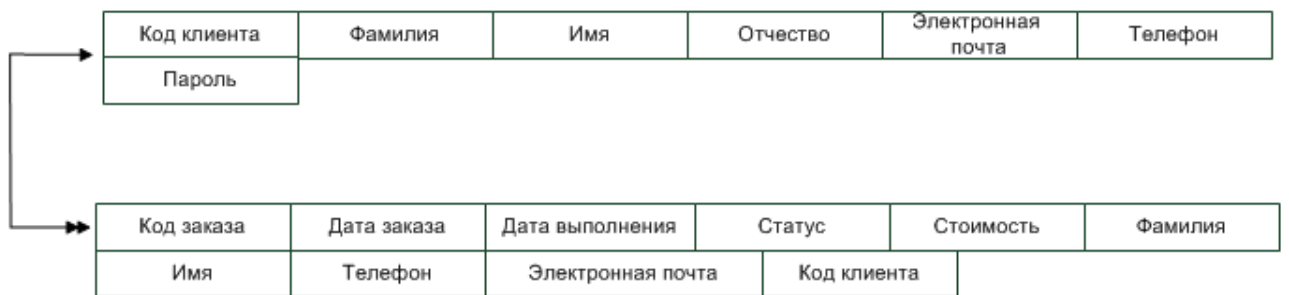 Код клиента Фамилия Имя Отчество Электронная почта Телефон
Пароль
Код заказа Дата заказа Дата выполнения Статус Стоимость Фамилия
Имя Телефон Электронная почта Код клиента